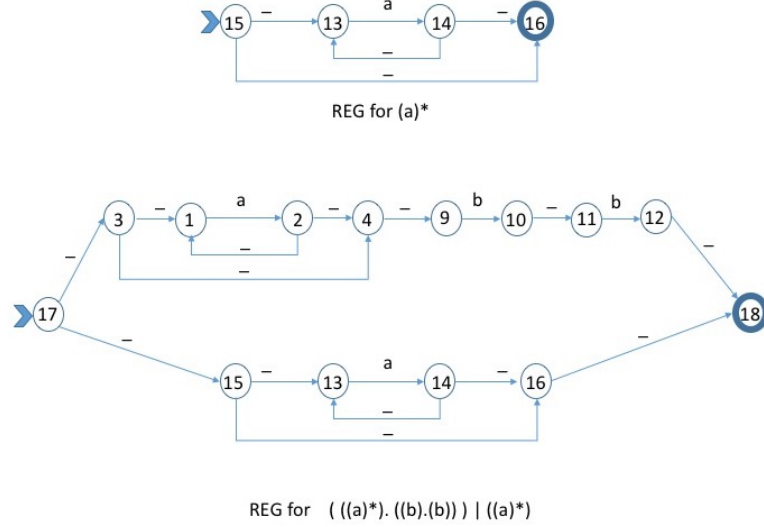 – a –
15 13 14 16
–
–
REG for (a)*
– a – – b – b
3 1 2 4 9 10 11 12
–
–
– –
17 18
– –
– a –
15 13 14 16
–
–
REG for ( ((a)*). ((b).(b)) ) | ((a)*)